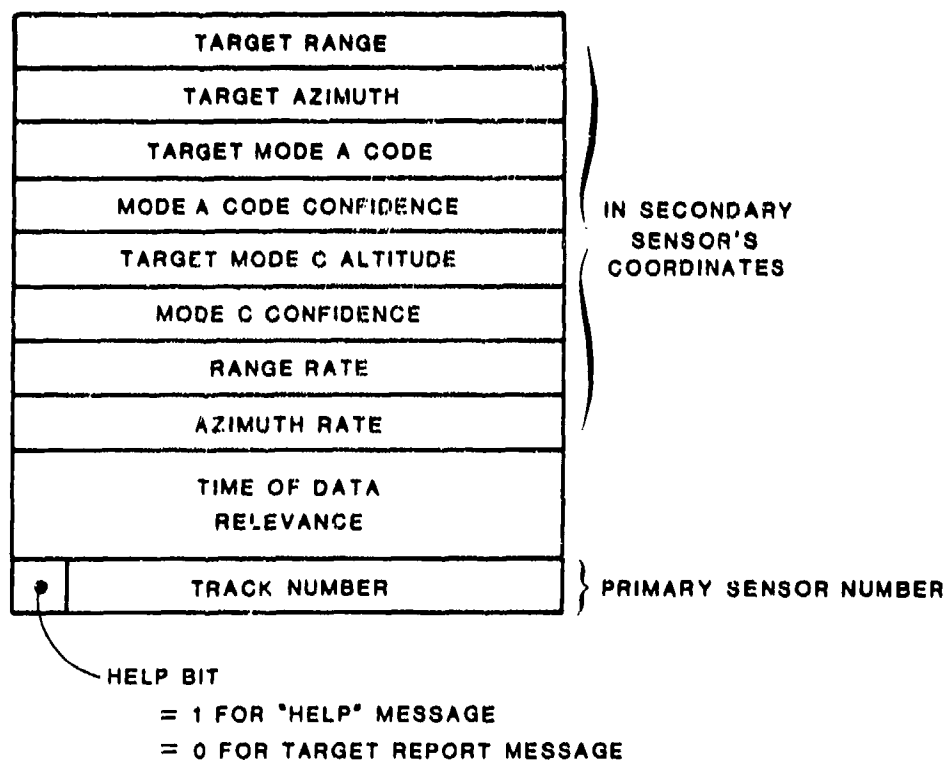 TARGET RANGE
TARGET AZIMUTH
TARGET MODE A CODE
MODE A CODE CONFIDENCE
TARGET MODE C ALTITUDE
MODE C CONFIDENCE
RANGE RATE
AZIMUTH RATE
TIME OF DATA
RELEVANCE
TRACK NUMBER
IN SECONDARY
SENSOR'S
COORDINATES
PRIMARY SENSOR NUMBER
HELP BIT
= 1 FOR "HELP" MESSAGE
= 0 FOR TARGET REPORT MESSAGE